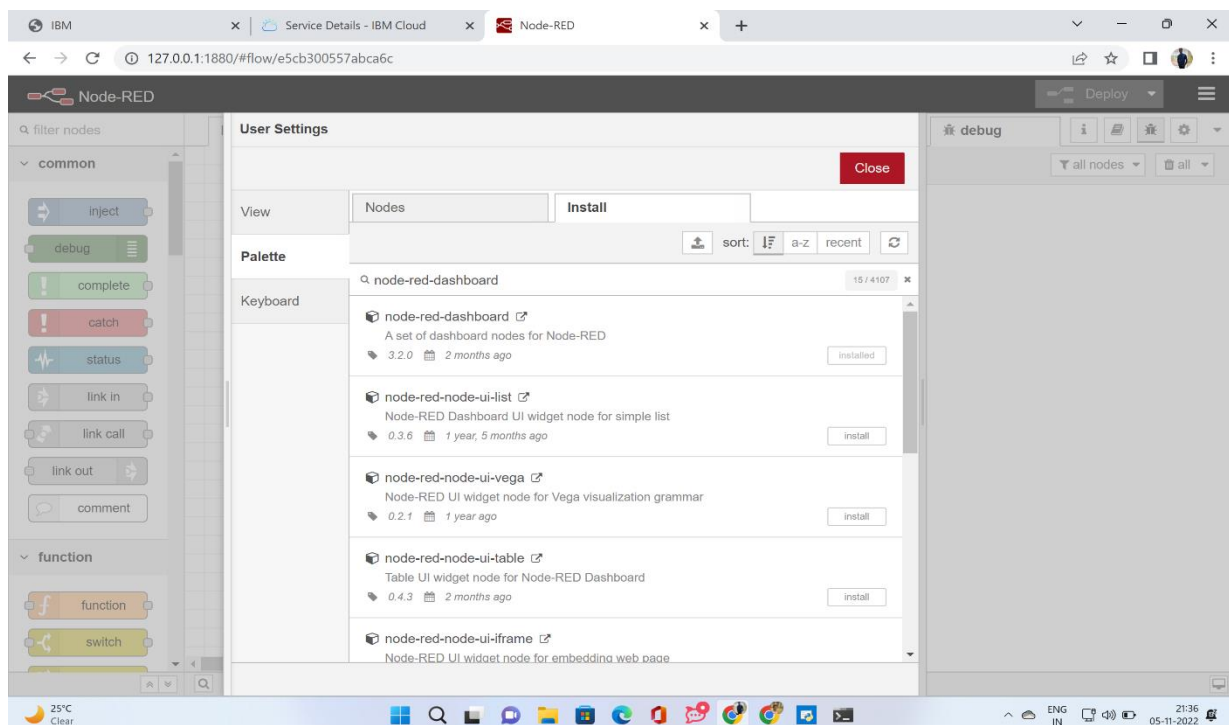 IBM
Service Details - IBM Cloud
Node-RED
127.0.0.1:1880/#flow/e5cb300557abca6c
Node-RED
Deploy
filter nodes
User Settings
debug
i
common
Close
all nodes
all
inject
debug
complete
catch
status
link in
link call
link out
comment
function
function
switch
View
Palette
Keyboard
Nodes
Install
sort:
a-z
recent
node-red-dashboard
15 / 4107
node-red-dashboard
A set of dashboard nodes for Node-RED
3.2.0 2 months ago
installed
node-red-node-ui-list
Node-RED Dashboard UI widget node for simple list
0.3.6 1 year, 5 months ago
install
node-red-node-ui-vega
Node-RED UI widget node for Vega visualization grammar
0.2.1 1 year ago
install
node-red-node-ui-table
Table UI widget node for Node-RED Dashboard
0.4.3 2 months ago
install
node-red-node-ui-iframe
Node-RED UI widget node for embedding web page
25°C
Clear
ENG
IN
21:36
05-11-2022